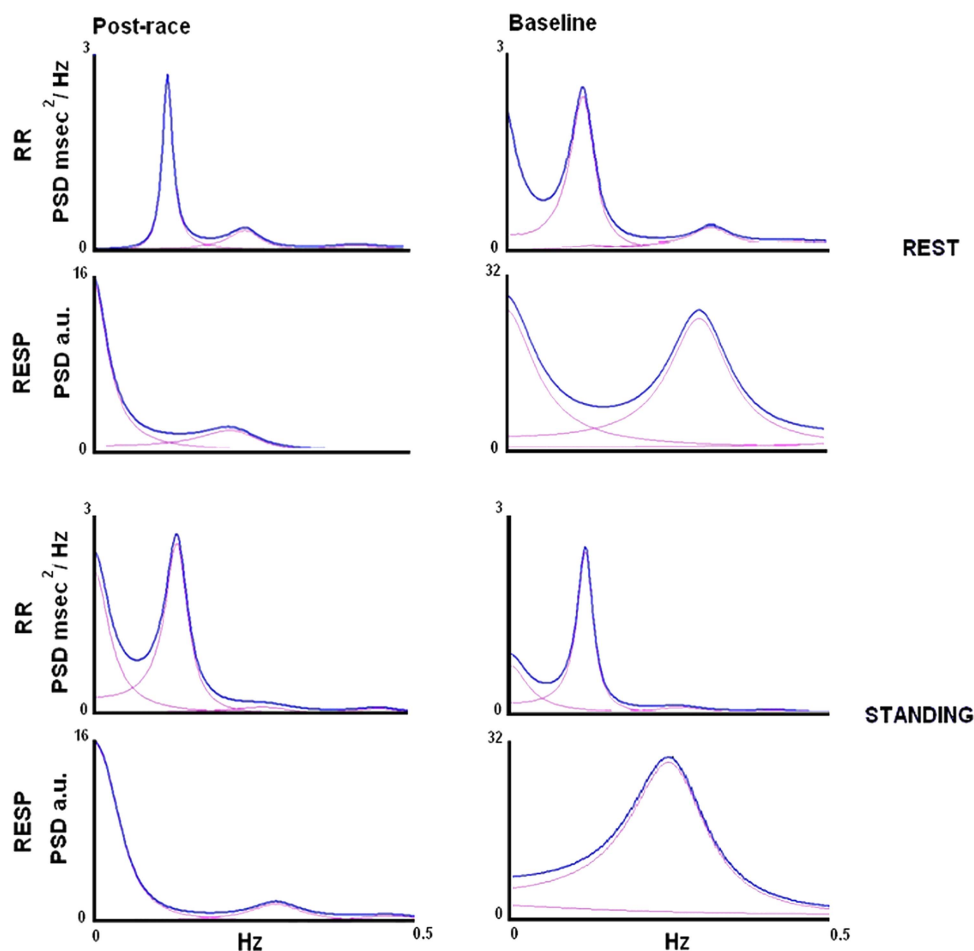 Post-race
Baseline
3
RR
PSD msec 2 / Hz
0
3
0
REST
16
RESP
PSD a.u.
0
32
0
3
RR
PSD msec 2 / Hz
0
3
0
STANDING
16
RESP
PSD a.u.
0
32
0
0
Hz
0.5
0
Hz
0.5